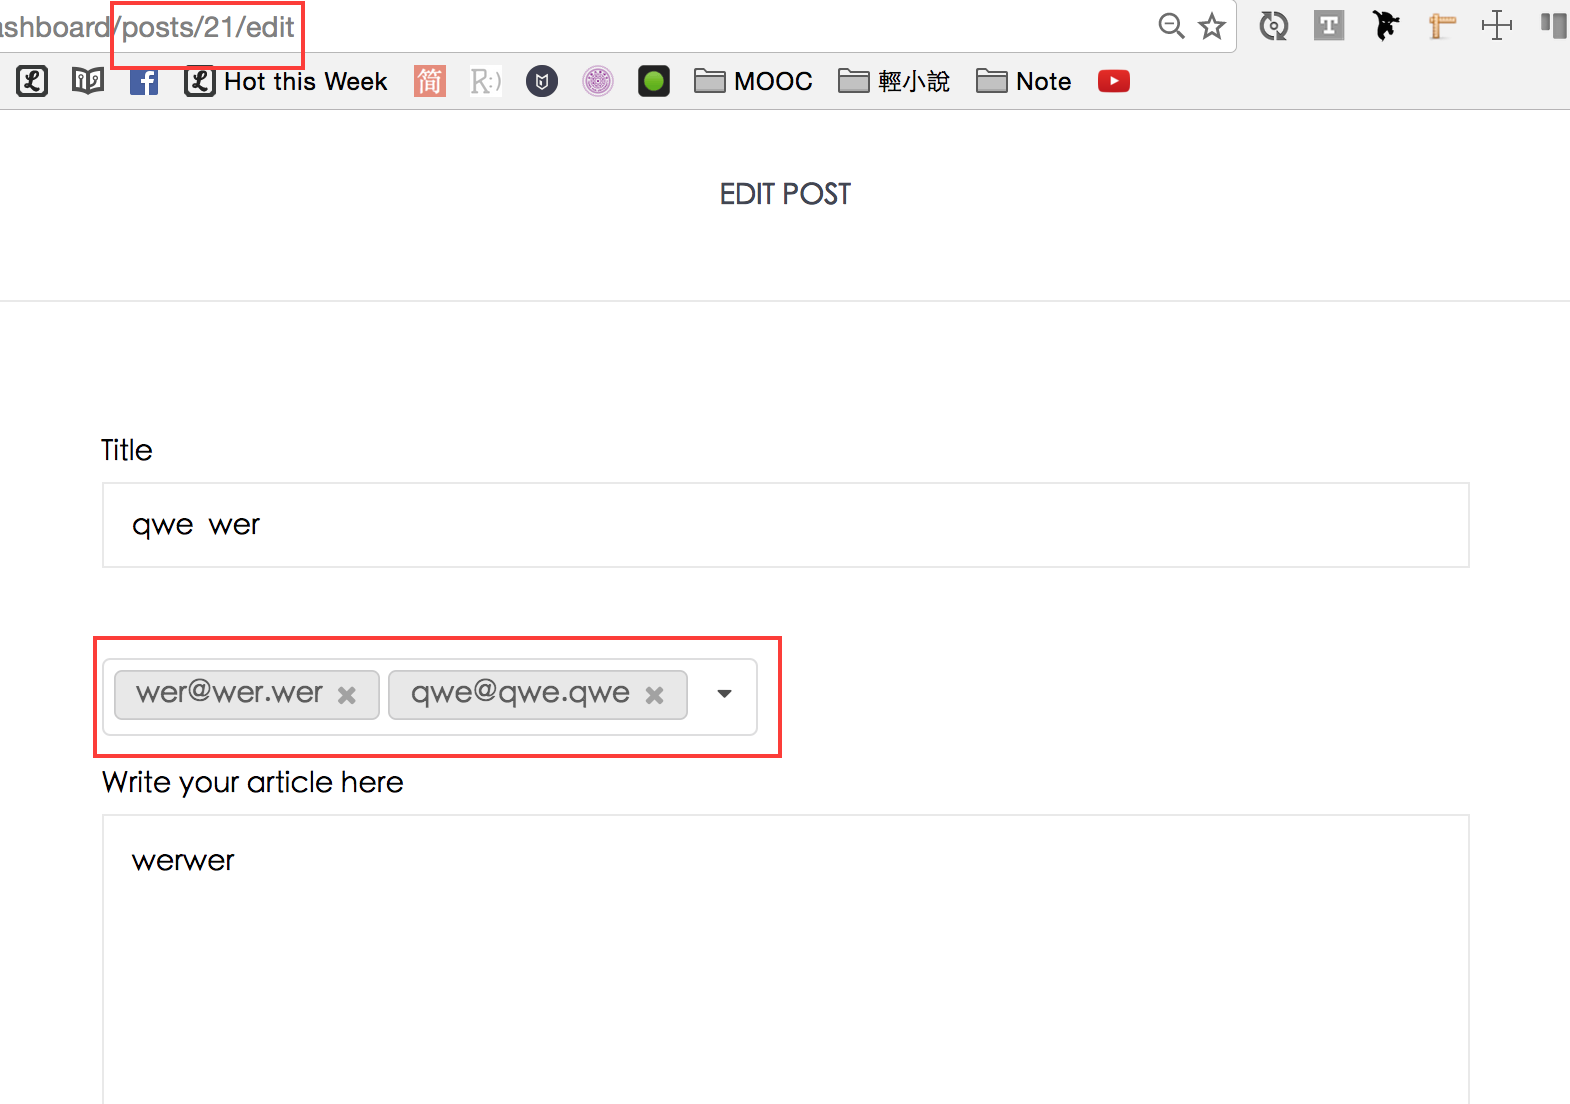 ashboard/posts/21/edit
Hot this Week 简 R:) MOOC 輕小說 Note
EDIT POST
Title
qwe wer
wer@wer.wer qwe@qwe.qwe
Write your article here
werwer